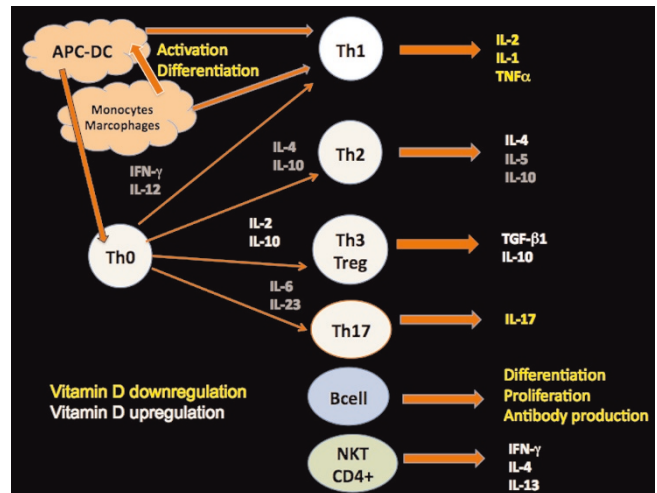 APC-DC
Activation
Differentiation
Monocytes
Marcophages
Th1
IL-2
IL-1
TNFα
IFN-γ
IL-12
IL-4
IL-10
Th2
IL-4
IL-5
IL-10
Th0
IL-2
IL-10
Th3
Treg
TGF-β1
IL-10
IL-6
IL-23
Th17
IL-17
Vitamin D downregulation
Vitamin D upregulation
Bcell
Differentiation
Proliferation
Antibody production
NKT
CD4+
IFN-γ
IL-4
IL-13